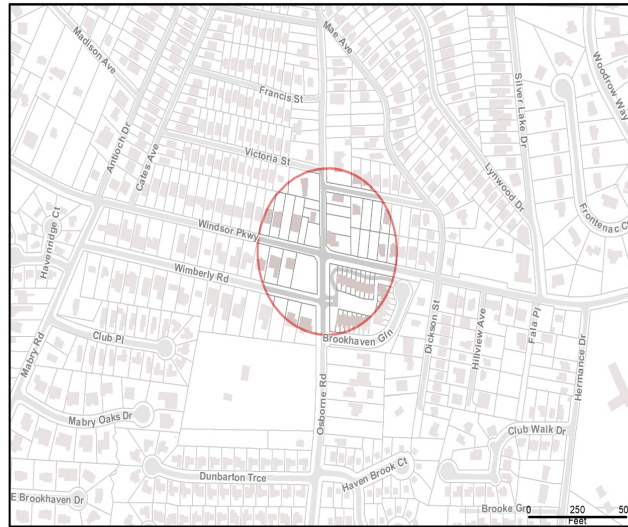 Mae Ave
Madison Ave
Woodrow Way
Silver Lake Dr
Francis St
Antioch Dr
Cates Ave
Victoria St
Lynwood Dr
Frontenac C
Havenridge Ct
Windsor Pkwy
Wimberly Rd
Dickson St
Hillview Ave
Fala Pl
Hermance Dr
Mabry Rd
Club Pl
Brookhaven Gln
Osborne Rd
Mabry Oaks Dr
Club Walk Dr
Dunbarton Trce
Haven Brook Ct
E Brookhaven Dr
Brooke Gr
0 250 50
Feet